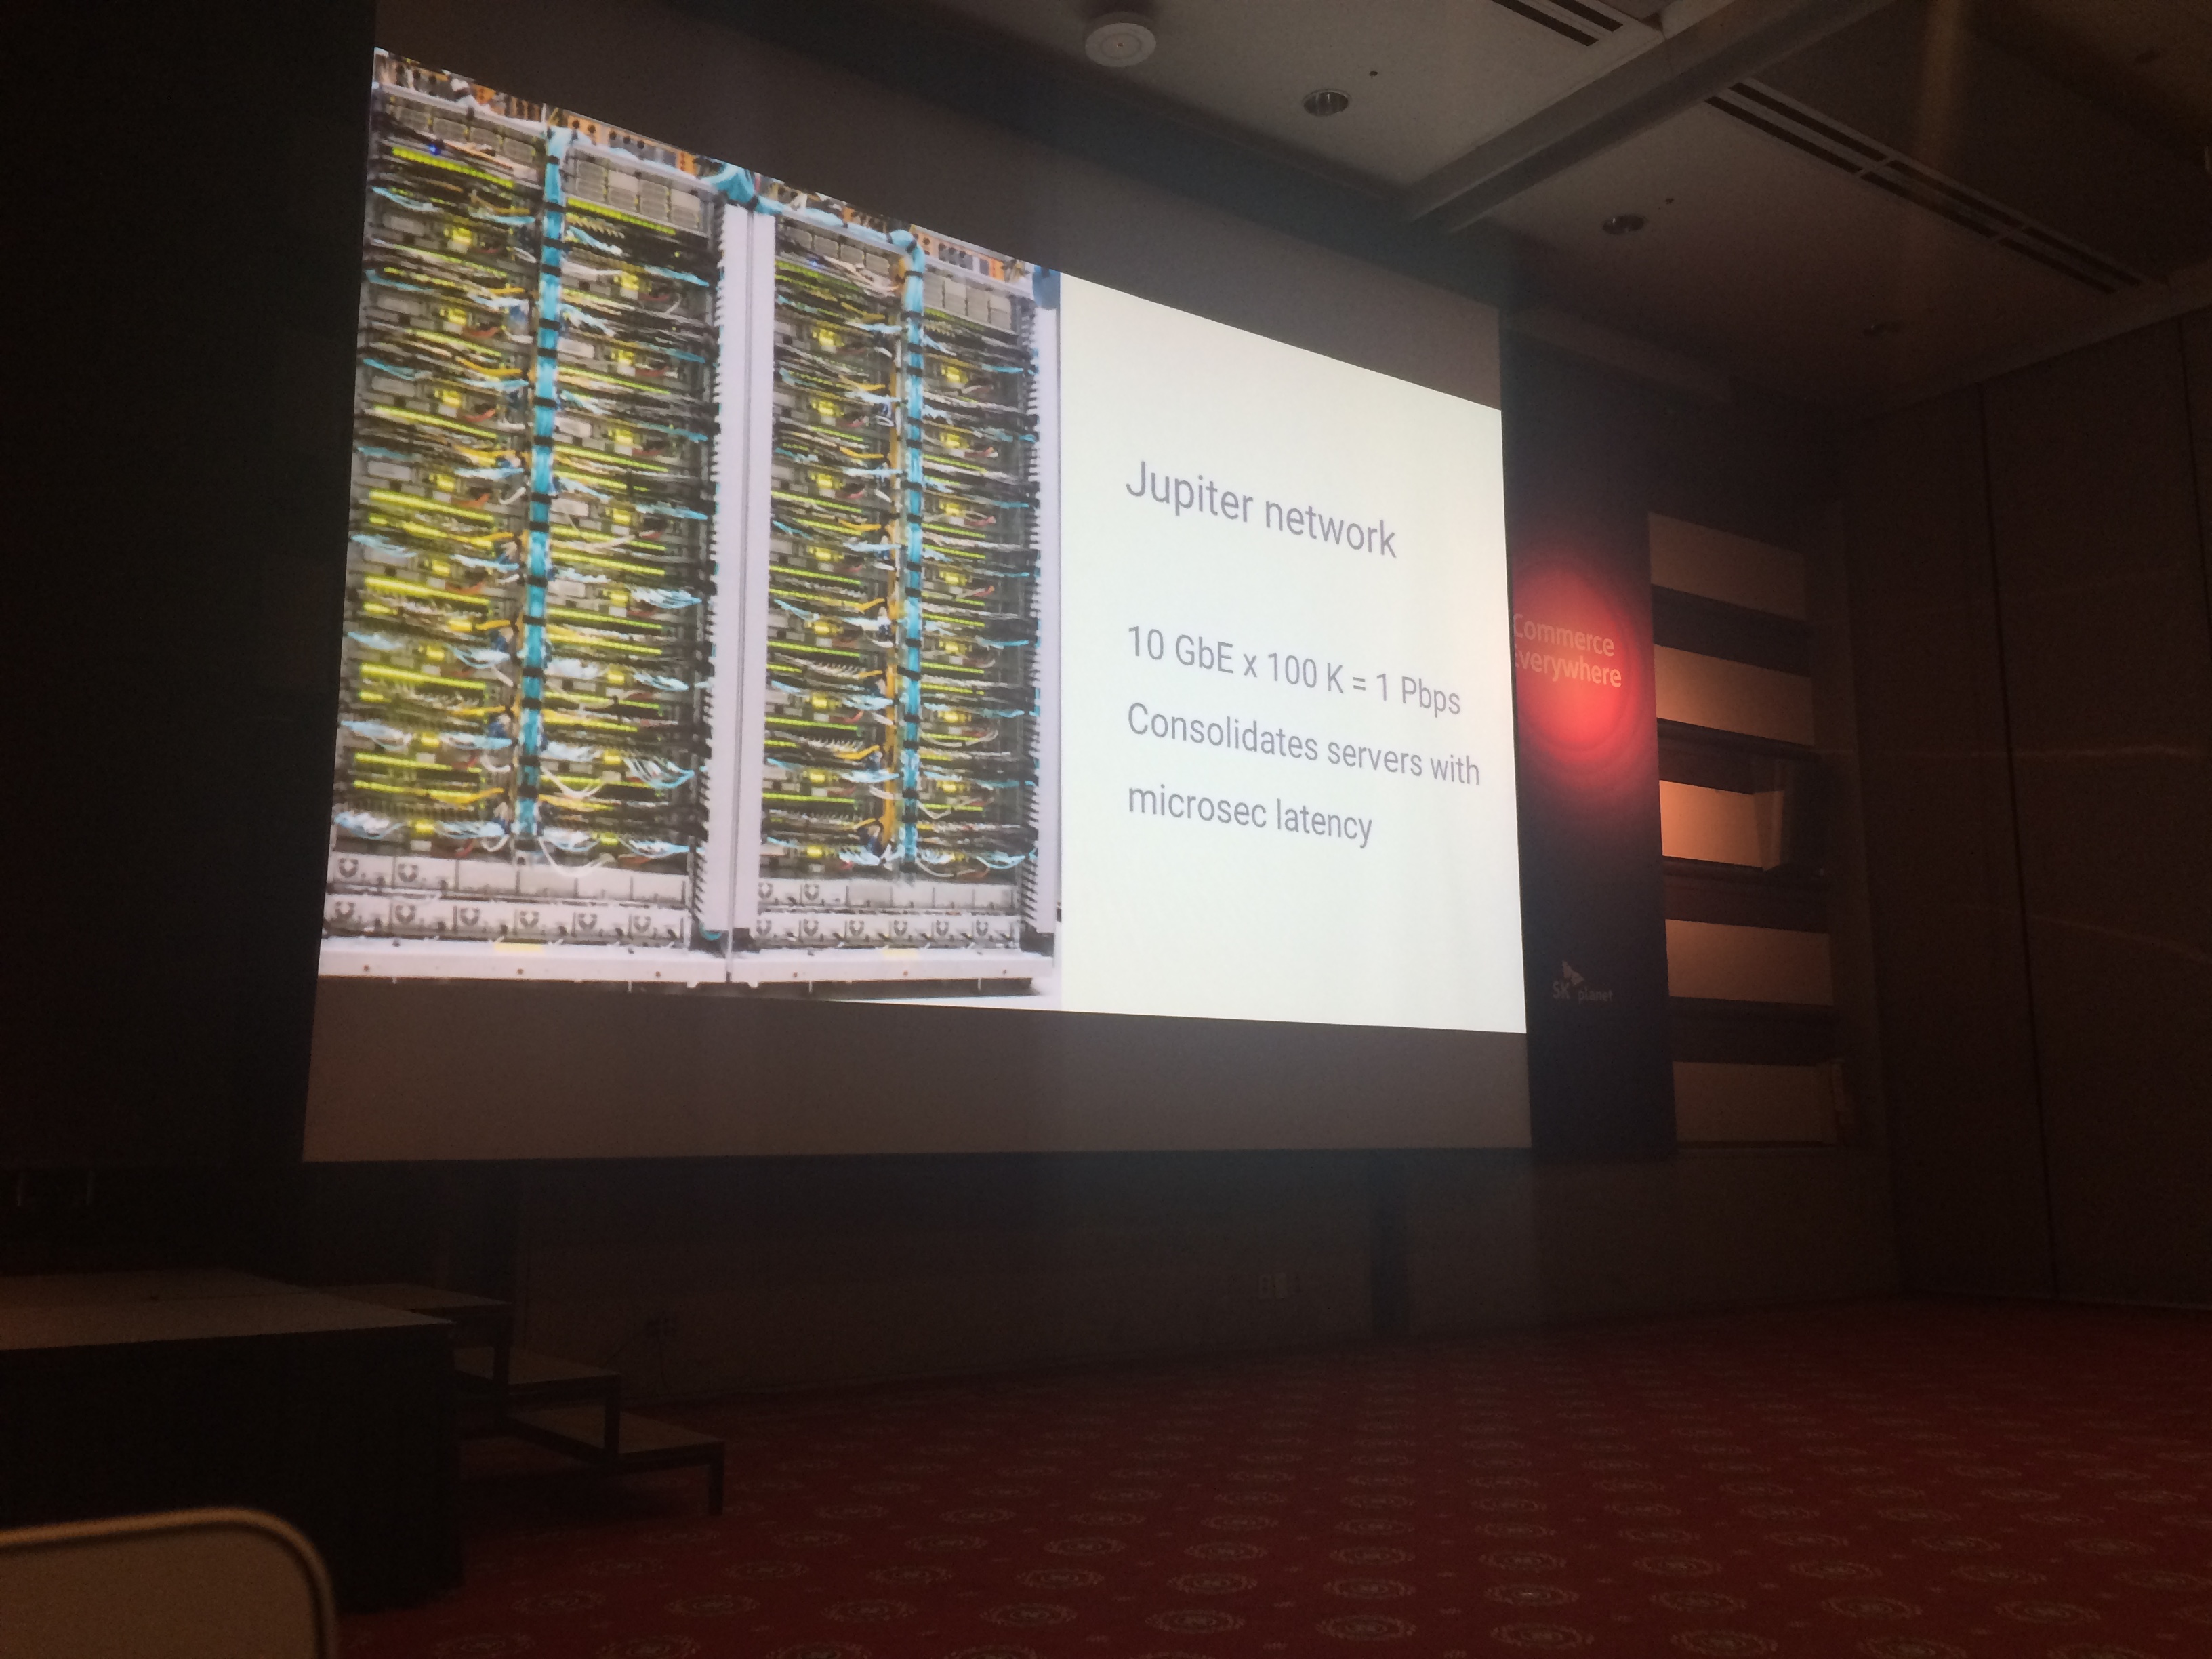 Jupiter network
10 GbE x 100 K = 1 Pbps
Consolidates servers with
microsec latency
Commerce
Everywhere
SK planet